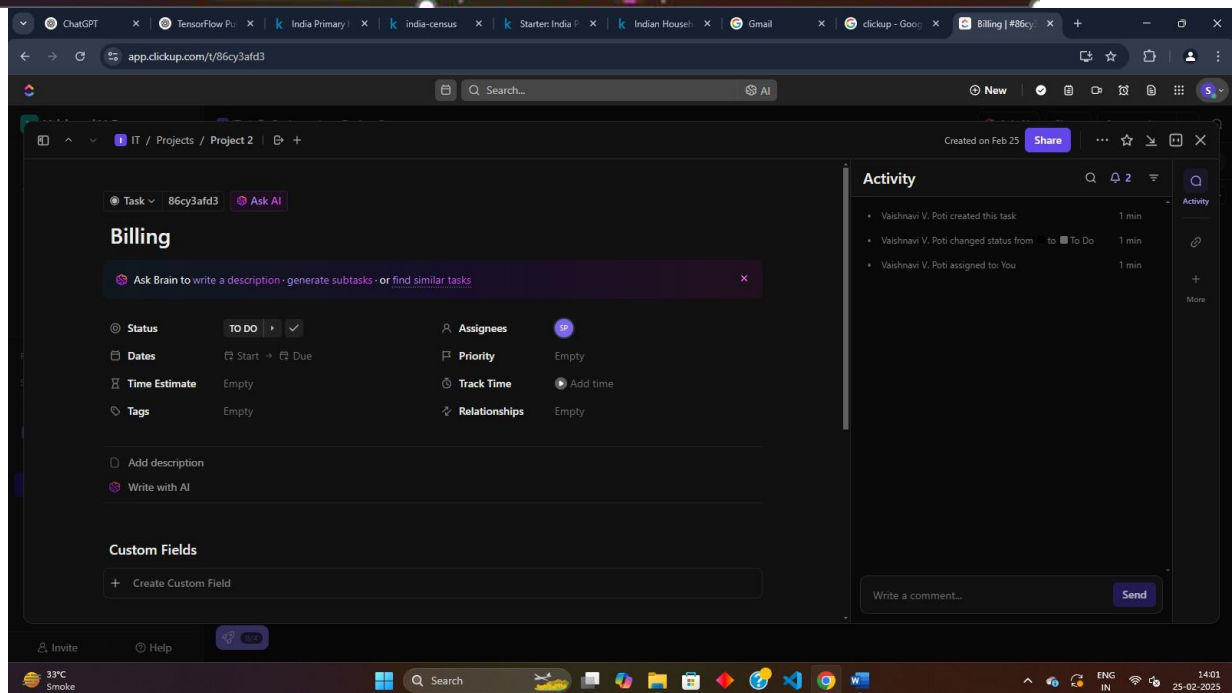 ChatGPT
TensorFlow Pu
India Primary
india-census
Starter: India P
Indian Househ
Gmail
clickup - Goog
Billing | #86cy
app.clickup.com/t/86cy3afd3
Search...
AI
New
S
IT / Projects / Project 2
Created on Feb 25
Share
Task
86cy3afd3
Ask AI
Billing
Ask Brain to write a description · generate subtasks · or find similar tasks
Status
TO DO
Assignees
SP
Dates
Start → Due
Priority
Empty
Time Estimate
Empty
Track Time
Add time
Tags
Empty
Relationships
Empty
Add description
Write with AI
Custom Fields
+ Create Custom Field
Activity
2
Activity
• Vaishnavi V. Poti created this task 1 min
• Vaishnavi V. Poti changed status from to To Do 1 min
• Vaishnavi V. Poti assigned to: You 1 min
More
Write a comment...
Send
Invite
Help
0/4
33°C
Smoke
Search
ENG
IN
14:01
25-02-2025